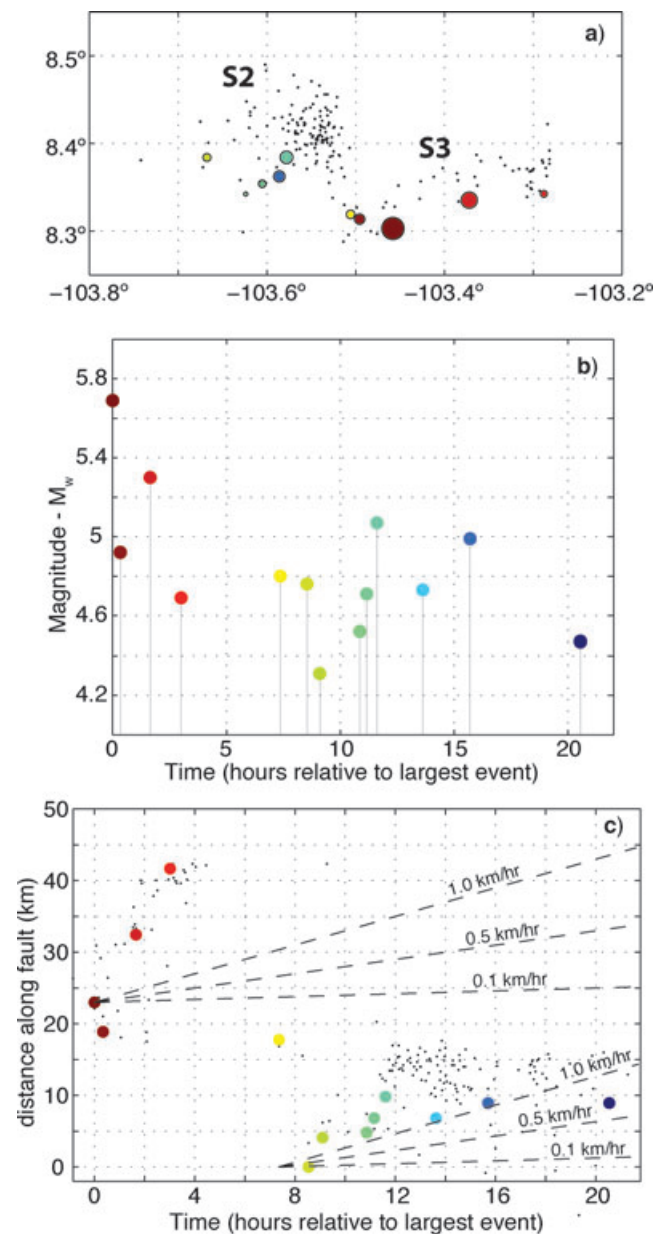 a)
S2
S3
8.5°
8.4°
8.3°
−103.8° −103.6° −103.4° −103.2°
b)
5.8
5.4
5
4.6
4.2
Magnitude - Mw
0 5 10 15 20
Time (hours relative to largest event)
c)
50
40
30
20
10
0
distance along fault (km)
1.0 km/hr
0.5 km/hr
0.1 km/hr
1.0 km/hr
0.5 km/hr
0.1 km/hr
0 4 8 12 16 20
Time (hours relative to largest event)